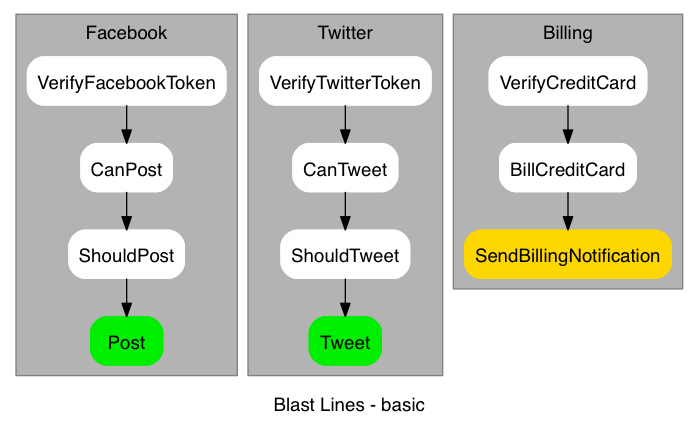 Facebook
VerifyFacebookToken
CanPost
ShouldPost
Post
Twitter
VerifyTwitterToken
CanTweet
ShouldTweet
Tweet
Billing
VerifyCreditCard
BillCreditCard
SendBillingNotification
Blast Lines - basic